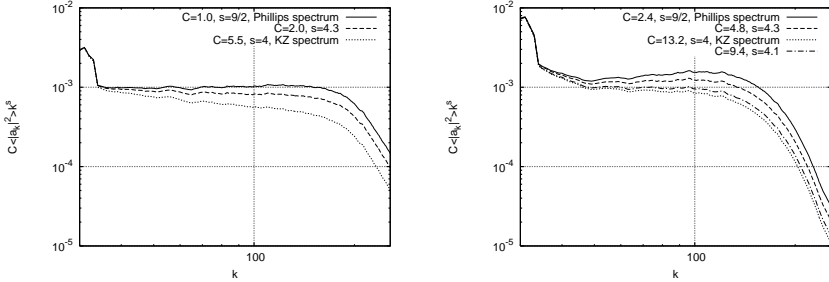 C=1.0, s=9/2, Phillips spectrum
C=2.0, s=4.3
C=5.5, s=4, KZ spectrum
10^-2
10^-3
10^-4
10^-5
C<|a_k|^2>k^s
100
k
C=2.4, s=9/2, Phillips spectrum
C=4.8, s=4.3
C=13.2, s=4, KZ spectrum
C=9.4, s=4.1
10^-2
10^-3
10^-4
10^-5
C<|a_k|^2>k^s
100
k